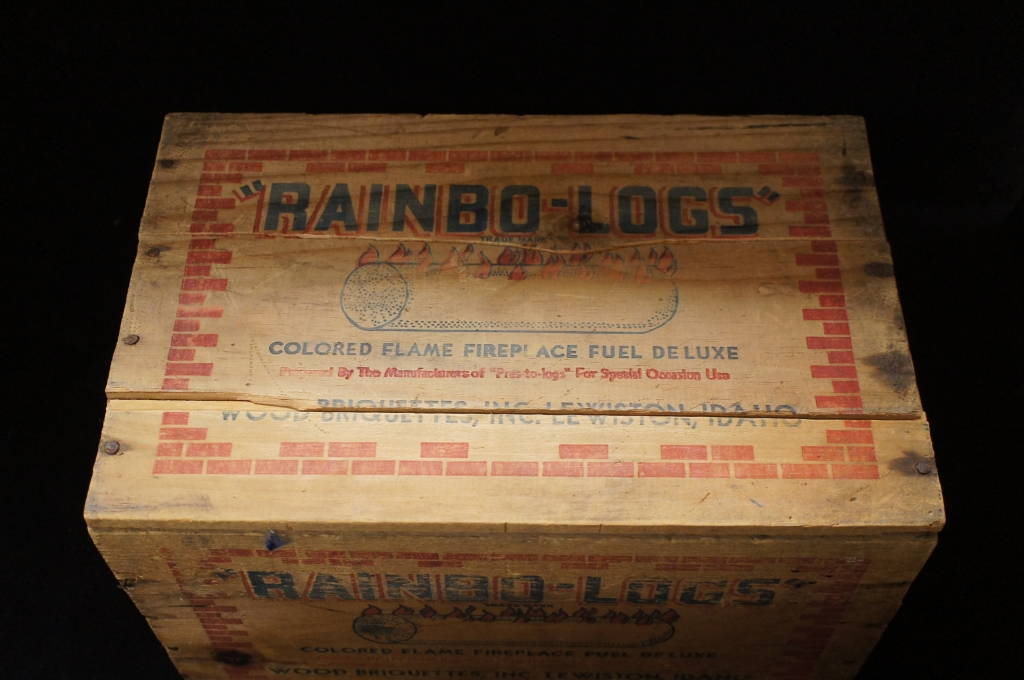 "RAINBO-LOGS"
TRADE MARK
COLORED FLAME FIREPLACE FUEL DE LUXE
Prepared By The Manufacturers of "Pres-to-logs" For Special Occasion Use
WOOD BRIQUETTES, INC. LEWISTON, IDAHO
"RAINBO-LOGS"
COLORED FLAME FIREPLACE FUEL DE LUXE
WOOD BRIQUETTES, INC. LEWISTON, IDAHO